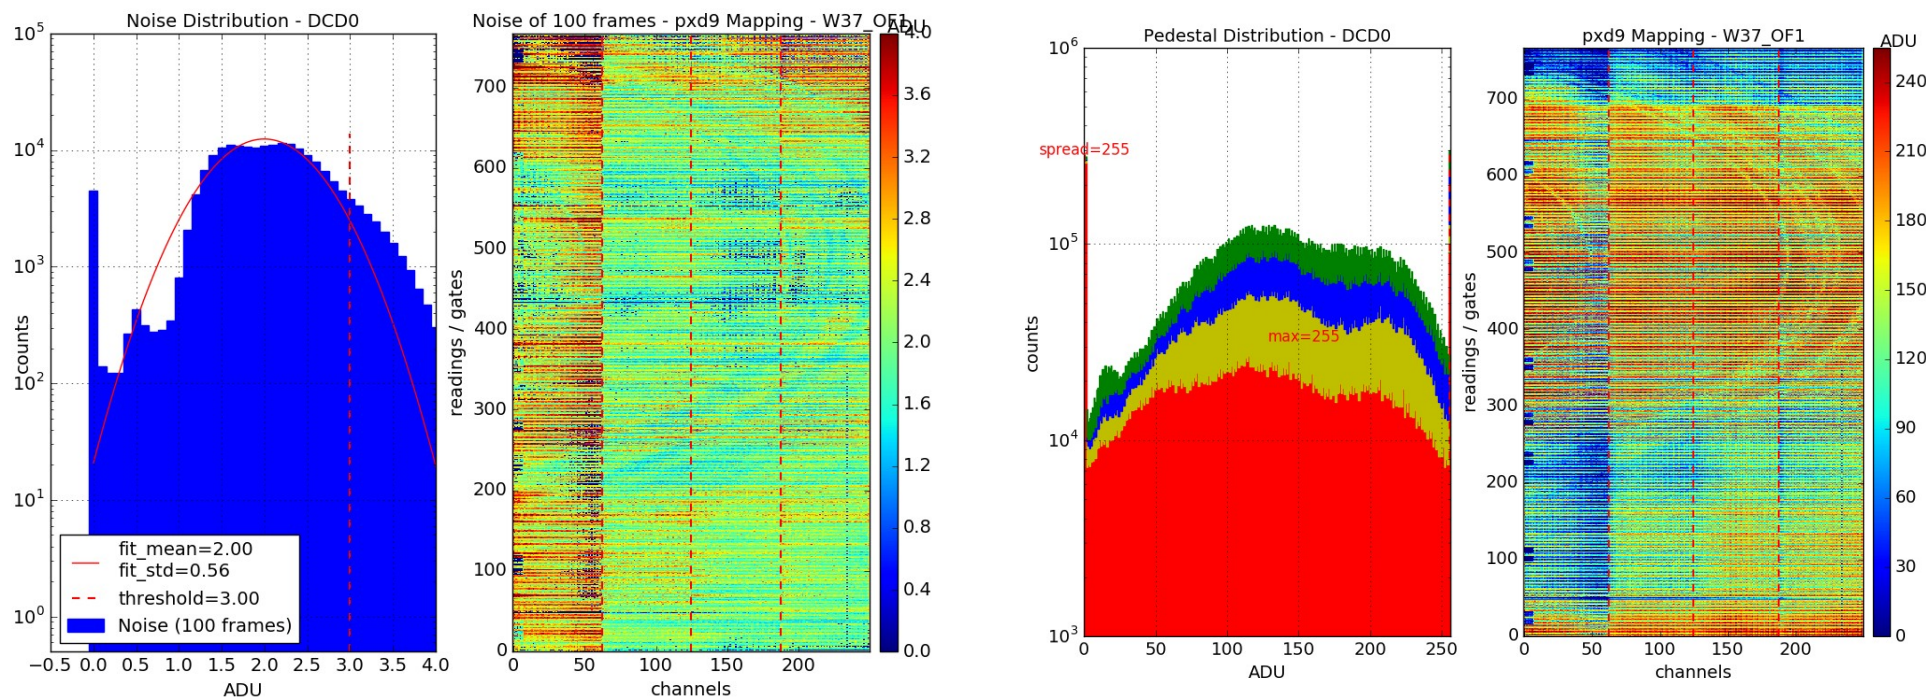 Noise Distribution - DCD0
10^5
10^4
10^3
10^2
10^1
10^0
counts
−0.5 0.0 0.5 1.0 1.5 2.0 2.5 3.0 3.5 4.0
ADU
fit_mean=2.00
fit_std=0.56
threshold=3.00
Noise (100 frames)
Noise of 100 frames - pxd9 Mapping - W37_OF1
700
600
500
400
300
200
100
0
readings / gates
0 50 100 150 200
channels
ADU
4.0
3.6
3.2
2.8
2.4
2.0
1.6
1.2
0.8
0.4
0.0
Pedestal Distribution - DCD0
10^6
10^5
10^4
10^3
counts
spread=255
max=255
0 50 100 150 200 250
ADU
pxd9 Mapping - W37_OF1
700
600
500
400
300
200
100
0
readings / gates
0 50 100 150 200
channels
ADU
240
210
180
150
120
90
60
30
0